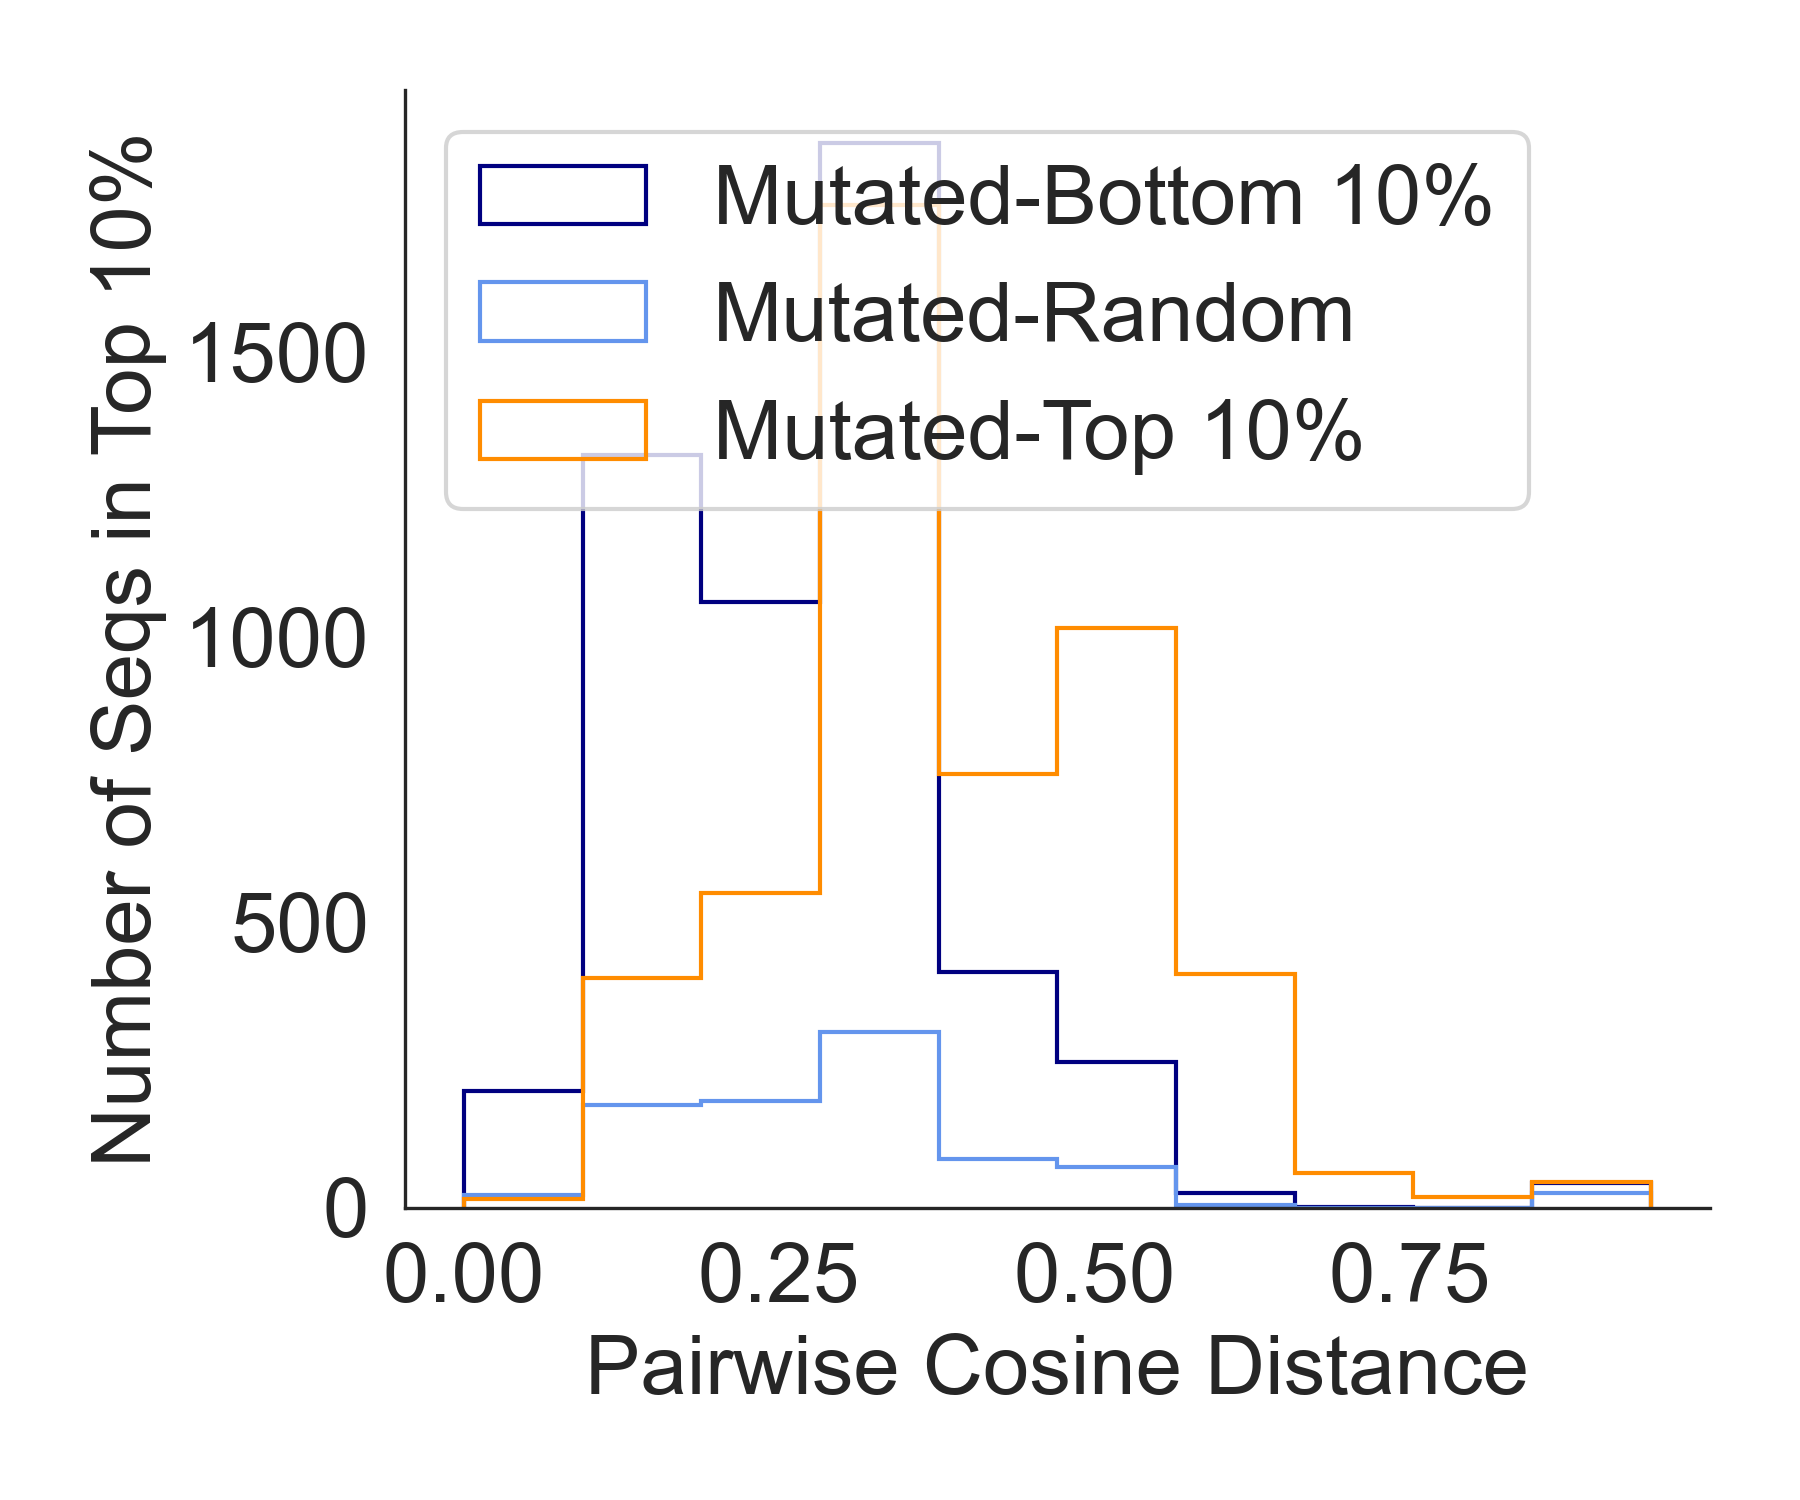 Number of Seqs in Top 10%
1500
1000
500
0
Mutated-Bottom 10%
Mutated-Random
Mutated-Top 10%
0.00 0.25 0.50 0.75
Pairwise Cosine Distance